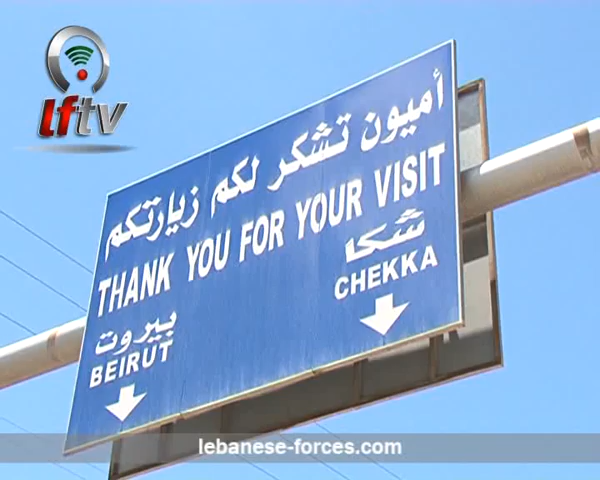 lftv
أميون تشكر لكم زيارتكم
THANK YOU FOR YOUR VISIT
شكا
CHEKKA
بيروت
BEIRUT
lebanese-forces.com